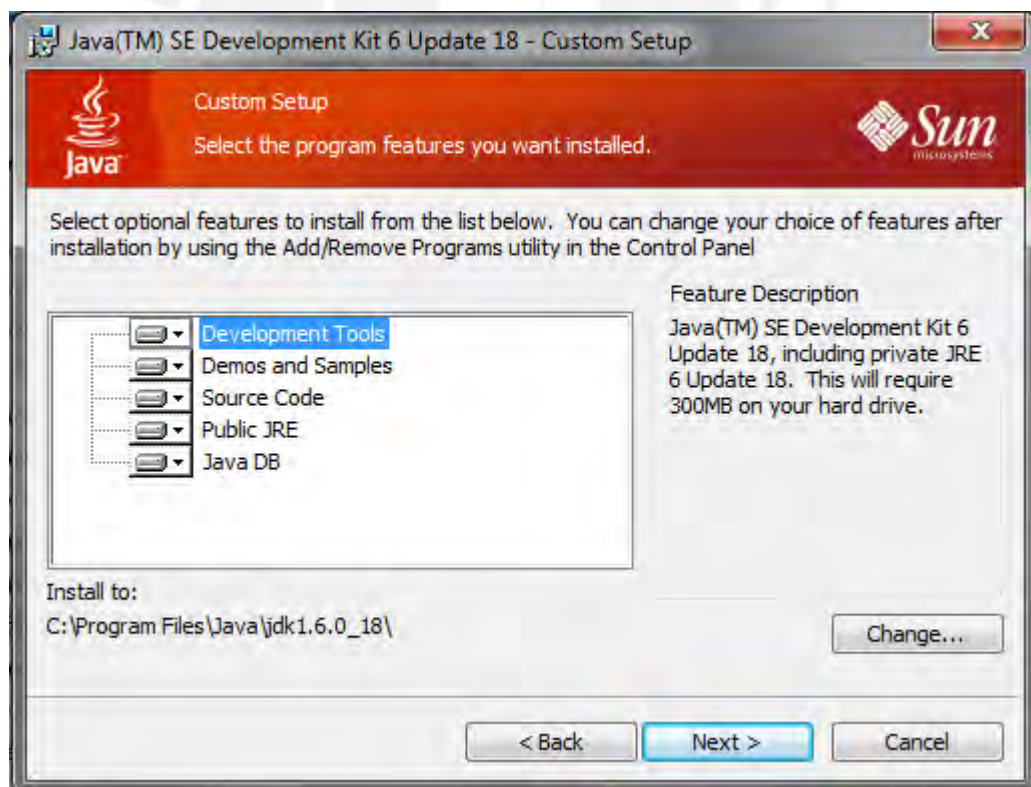 Java(TM) SE Development Kit 6 Update 18 - Custom Setup
Custom Setup
Select the program features you want installed.
Java
Sun
microsystems
Select optional features to install from the list below.  You can change your choice of features after
installation by using the Add/Remove Programs utility in the Control Panel
Development Tools
Demos and Samples
Source Code
Public JRE
Java DB
Feature Description
Java(TM) SE Development Kit 6
Update 18, including private JRE
6 Update 18.  This will require
300MB on your hard drive.
Install to:
C:\Program Files\Java\jdk1.6.0_18\
Change...
< Back
Next >
Cancel